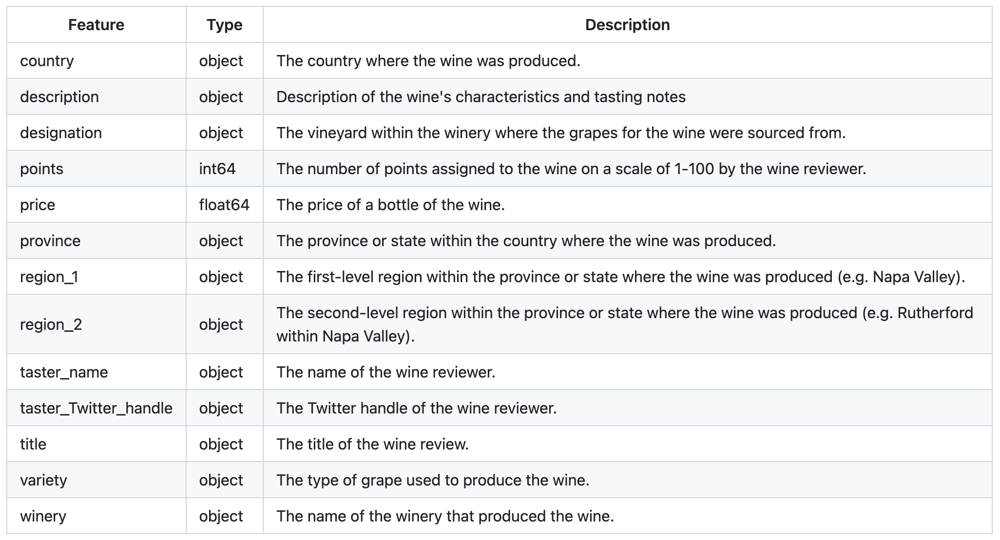 Feature Type Description
country object The country where the wine was produced.
description object Description of the wine's characteristics and tasting notes
designation object The vineyard within the winery where the grapes for the wine were sourced from.
points int64 The number of points assigned to the wine on a scale of 1-100 by the wine reviewer.
price float64 The price of a bottle of the wine.
province object The province or state within the country where the wine was produced.
region_1 object The first-level region within the province or state where the wine was produced (e.g. Napa Valley).
region_2 object The second-level region within the province or state where the wine was produced (e.g. Rutherford
within Napa Valley).
taster_name object The name of the wine reviewer.
taster_Twitter_handle object The Twitter handle of the wine reviewer.
title object The title of the wine review.
variety object The type of grape used to produce the wine.
winery object The name of the winery that produced the wine.